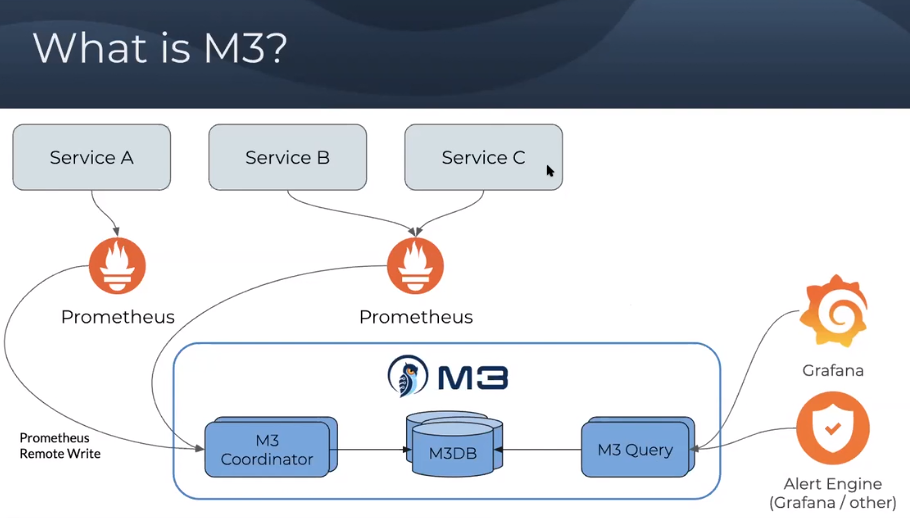 What is M3?
Service A
Service B
Service C
Prometheus
Prometheus
M3
Grafana
Prometheus
Remote Write
M3
Coordinator
M3DB
M3 Query
Alert Engine
(Grafana / other)